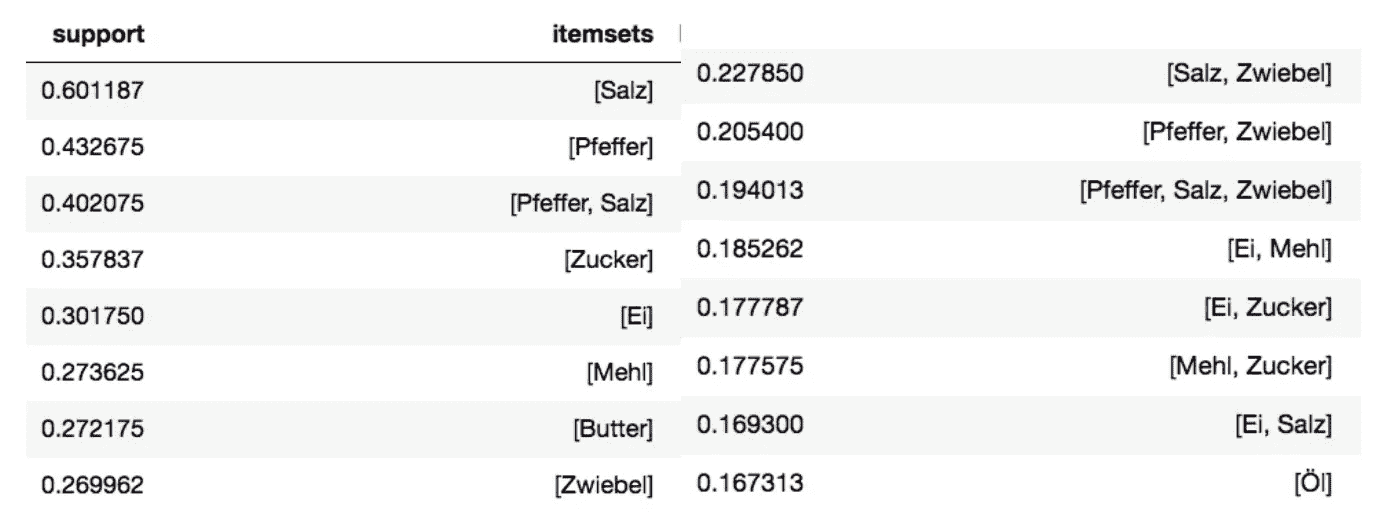 support itemsets
0.601187 [Salz]
0.432675 [Pfeffer]
0.402075 [Pfeffer, Salz]
0.357837 [Zucker]
0.301750 [Ei]
0.273625 [Mehl]
0.272175 [Butter]
0.269962 [Zwiebel]
0.227850 [Salz, Zwiebel]
0.205400 [Pfeffer, Zwiebel]
0.194013 [Pfeffer, Salz, Zwiebel]
0.185262 [Ei, Mehl]
0.177787 [Ei, Zucker]
0.177575 [Mehl, Zucker]
0.169300 [Ei, Salz]
0.167313 [Öl]